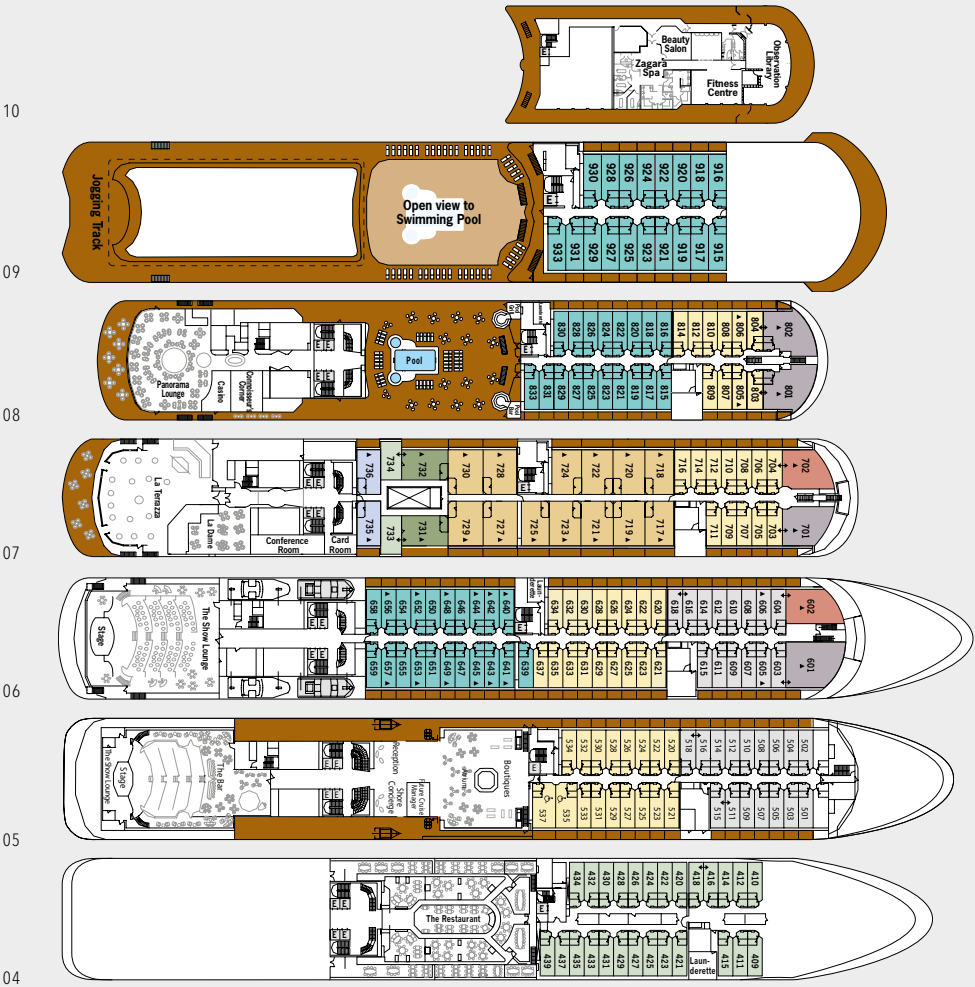 10
E
Beauty
Salon
Zagara
Spa
Fitness
Centre
Observation
Library
09
Jogging Track
Open view to
Swimming Pool
E
930 928 926 924 922 920 918 916
933 931 929 927 925 923 921 919 917 915
08
Panorama
Lounge
Casino
Connoisseur's
Corner
E E
E E
Pool
Pool
Grill
Pool
Bar
E
830 828 826 824 822 820 818 816 814 812 810 808 806 804 802
833 831 829 827 825 823 821 819 817 815 809 805 803 801
07
La Terrazza
La Dame
Conference
Room
Card
Room
E E
E E
E
736 734 732 730 728 724 722 720 718 716 714 712 710 708 706 704 702
735 733 731 729 727 725 723 721 719 717 711 709 707 705 703 701
06
Stage
The Show Lounge
E E
E E
Laun-
derette
E
658 656 654 652 650 648 646 644 642 640 634 632 630 628 626 624 622 620 618 616 614 612 610 608 606 604 602
659 657 655 653 651 649 647 645 643 641 639 637 635 633 631 629 627 625 623 621 615 611 609 607 605 603 601
05
The Show Lounge
Stage
The Bar
E E
E E
Reception
Shore
Concierge
Future Cruise
Manager
Atrium
Boutiques
E
534 532 530 528 526 524 522 520 518 516 514 512 510 508 506 504 502
537 535 533 531 529 527 525 523 521 515 511 509 507 505 503 501
04
E E
E E
The Restaurant
E
434 432 430 428 426 424 422 420 418 416 414 412 410
439 437 435 433 431 429 427 425 423 421 415 411 409
Laun-
derette